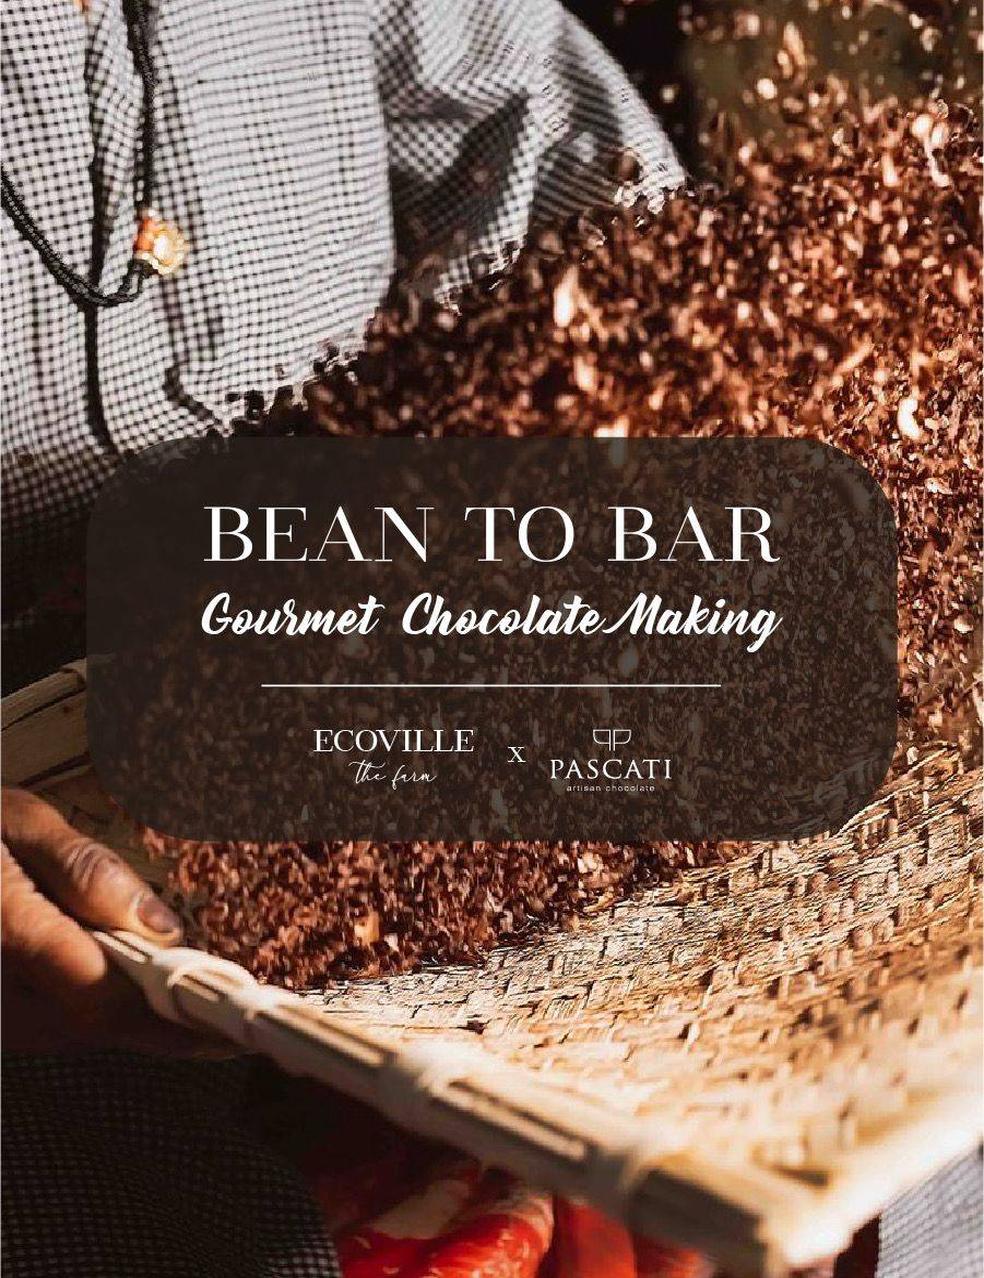 BEAN TO BAR
Gourmet Chocolate Making
ECOVILLE
the farm
X
PASCATI
artisan chocolate